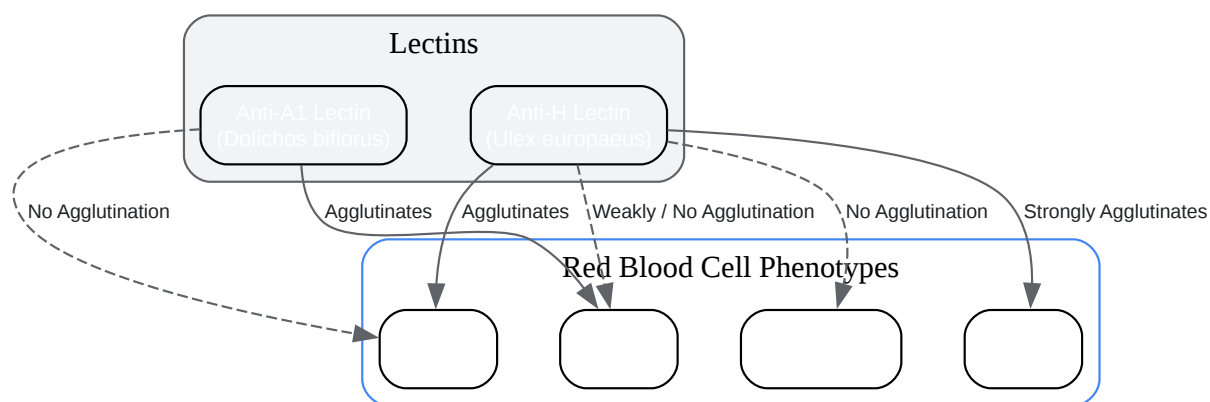 Lectins
Anti-A1 Lectin
(Dolichos biflorus)
Anti-H Lectin
(Ulex europaeus)
No Agglutination
Agglutinates
Agglutinates
Weakly / No Agglutination
No Agglutination
Strongly Agglutinates
Red Blood Cell Phenotypes